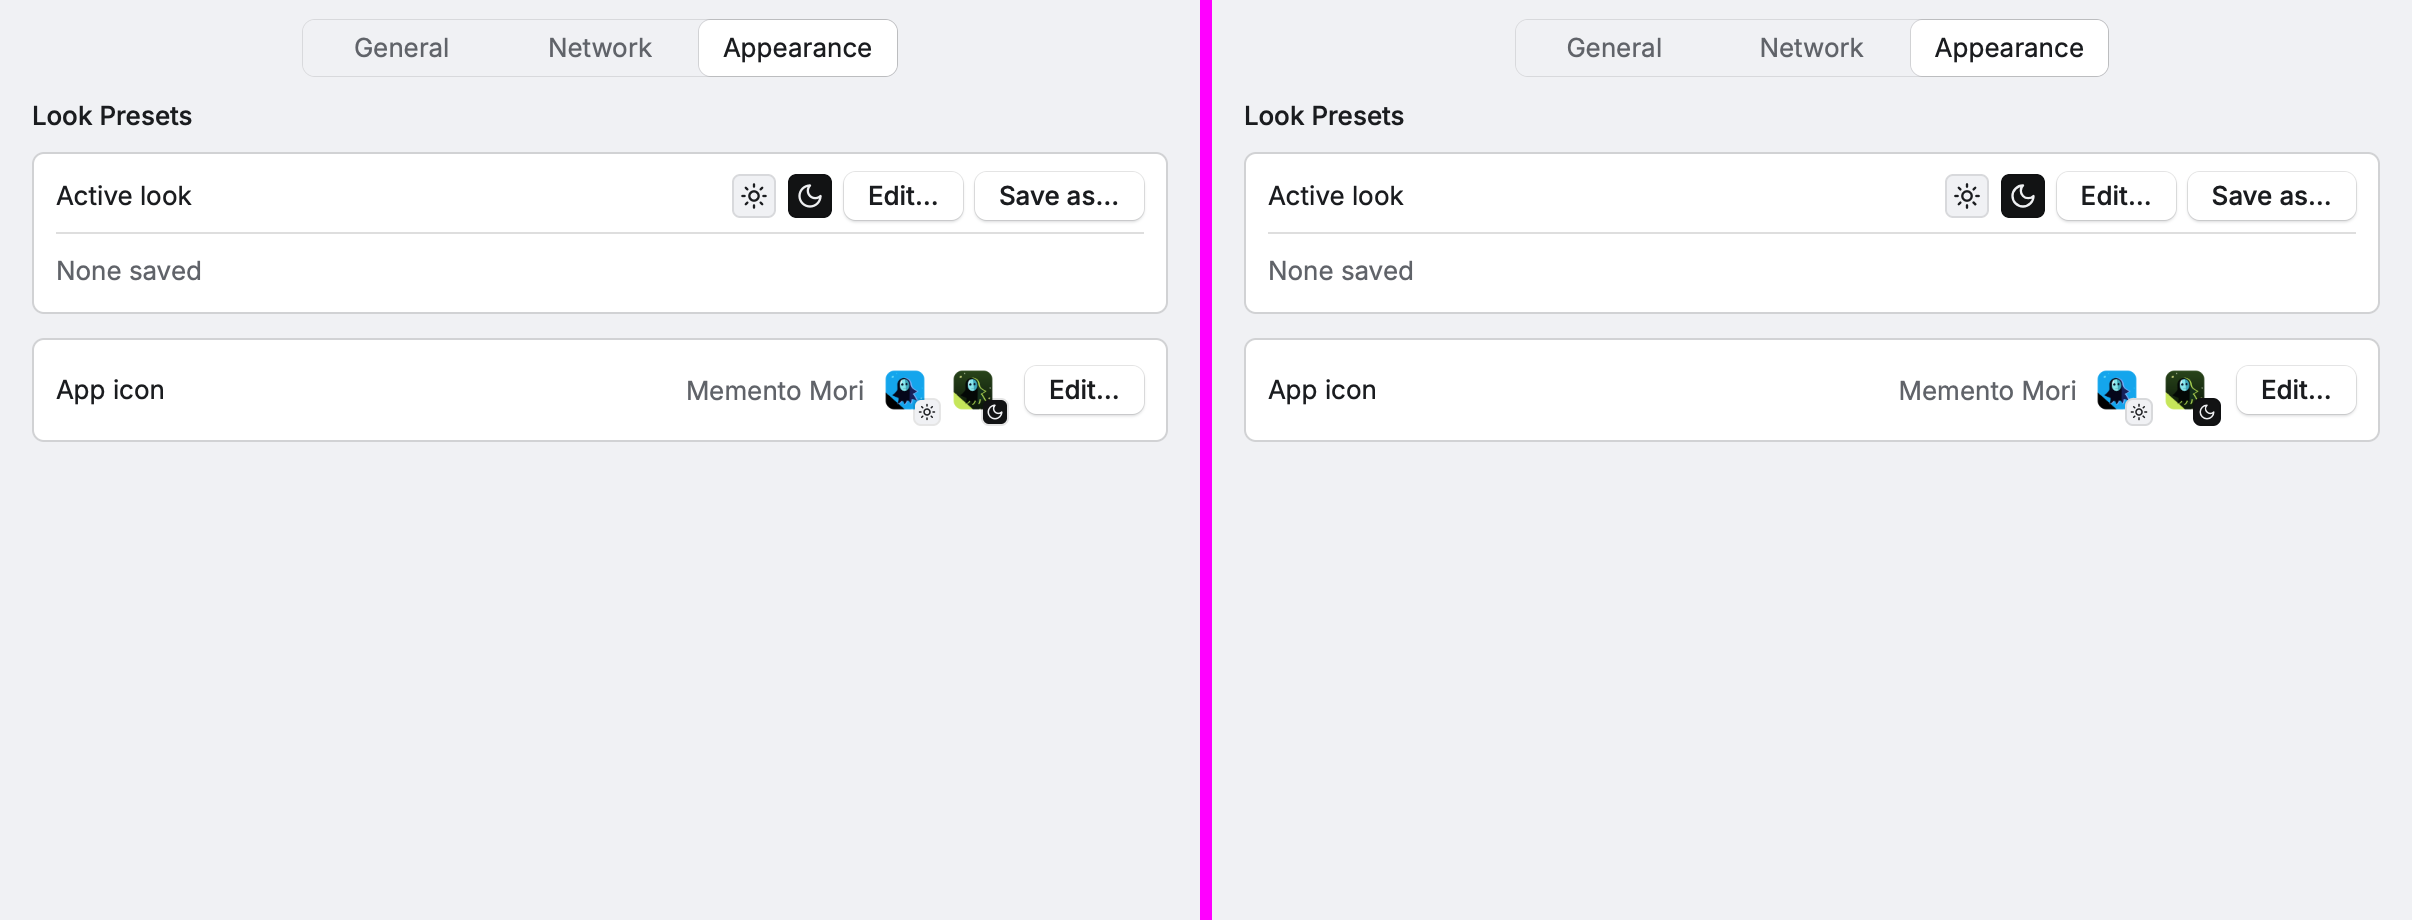 General Network Appearance
Look Presets
Active look Edit... Save as...
None saved
App icon Memento Mori Edit...
General Network Appearance
Look Presets
Active look Edit... Save as...
None saved
App icon Memento Mori Edit...